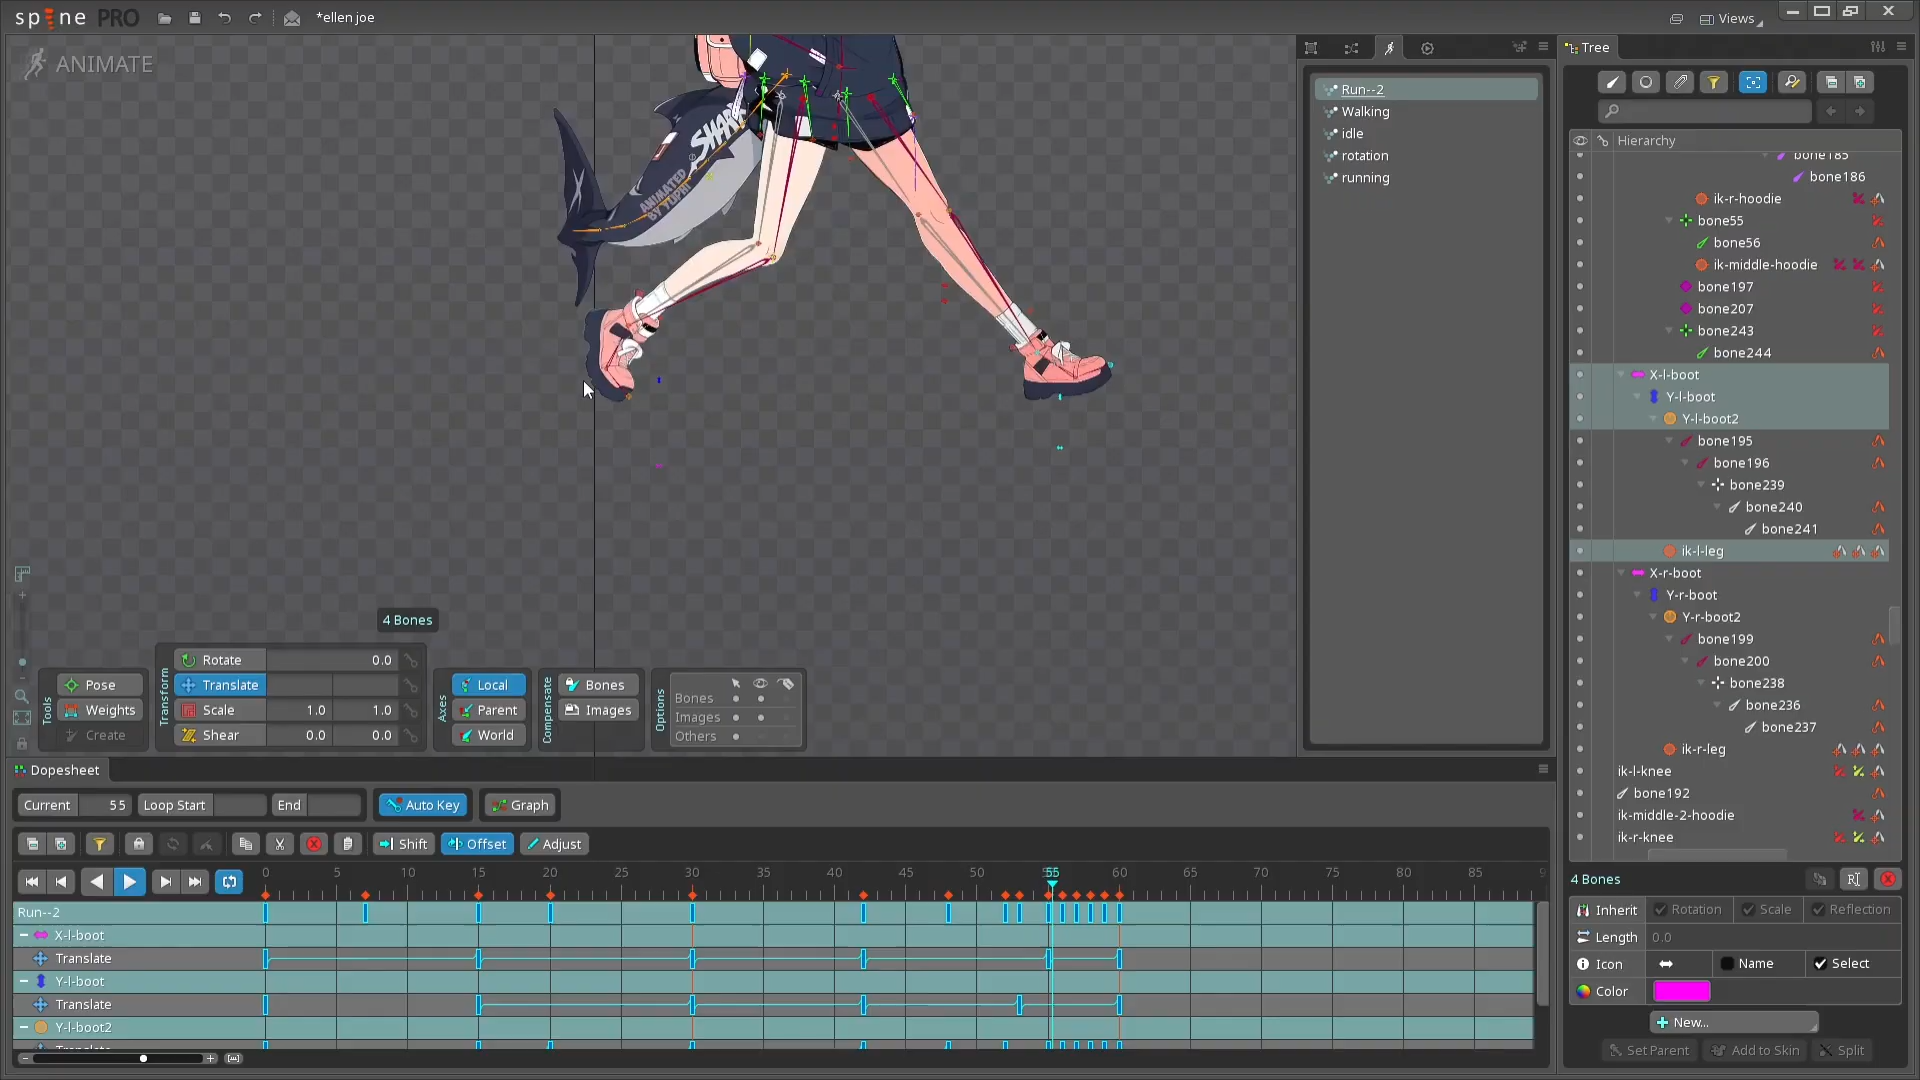 spine PRO
*ellen joe
Views
ANIMATE
SHARK
ANIMATED
BY YUPHI
Run--2
Walking
idle
rotation
running
Tree
Hierarchy
bone185
bone186
ik-r-hoodie
bone55
bone56
ik-middle-hoodie
bone197
bone207
bone243
bone244
X-l-boot
Y-l-boot
Y-l-boot2
bone195
bone196
bone239
bone240
bone241
ik-l-leg
X-r-boot
Y-r-boot
Y-r-boot2
bone199
bone200
bone238
bone236
bone237
ik-r-leg
ik-l-knee
bone192
ik-middle-2-hoodie
ik-r-knee
4 Bones
Tools
Pose
Weights
Create
Transform
Rotate 0.0
Translate
Scale 1.0 1.0
Shear 0.0 0.0
Axes
Local
Parent
World
Compensate
Bones
Images
Options
Bones
Images
Others
Dopesheet
Current 55 Loop Start End Auto Key Graph
Shift Offset Adjust
0 5 10 15 20 25 30 35 40 45 50 55 60 65 70 75 80 85 9
Run--2
X-l-boot
Translate
Y-l-boot
Translate
Y-l-boot2
Translate
4 Bones
Inherit Rotation Scale Reflection
Length 0.0
Icon Name Select
Color
New...
Set Parent Add to Skin Split